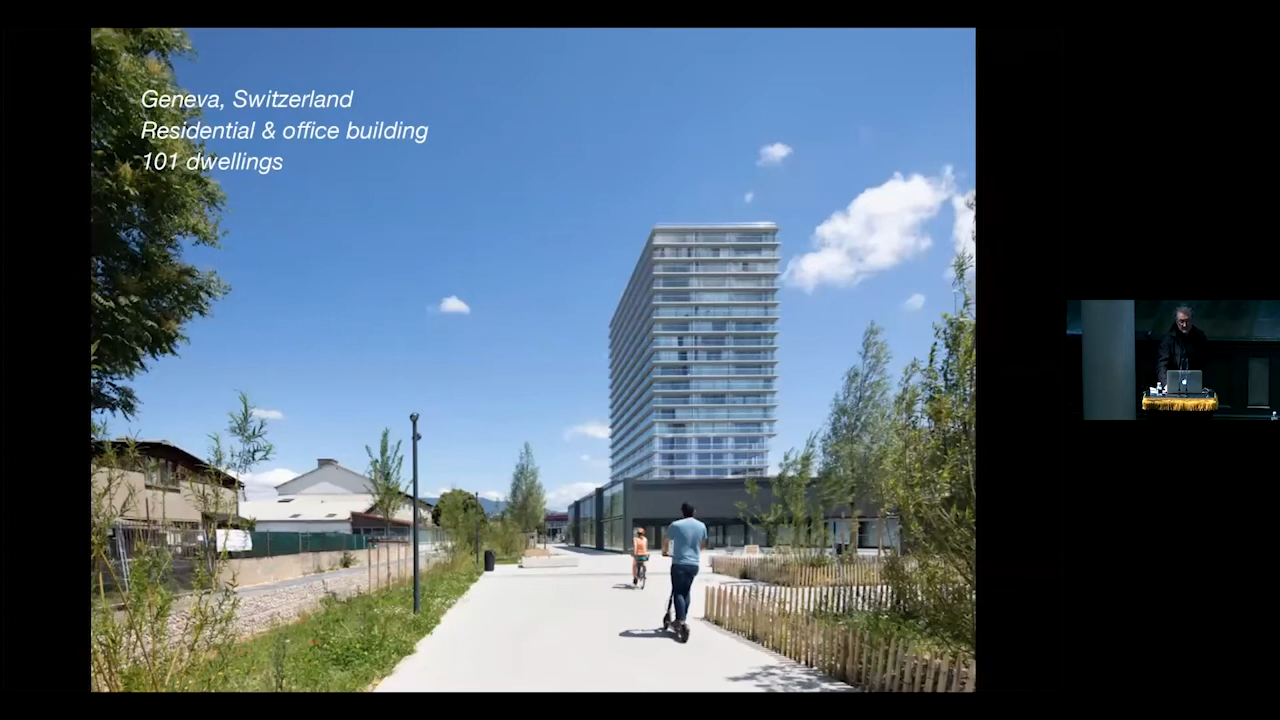 Geneva, Switzerland
Residential & office building
101 dwellings